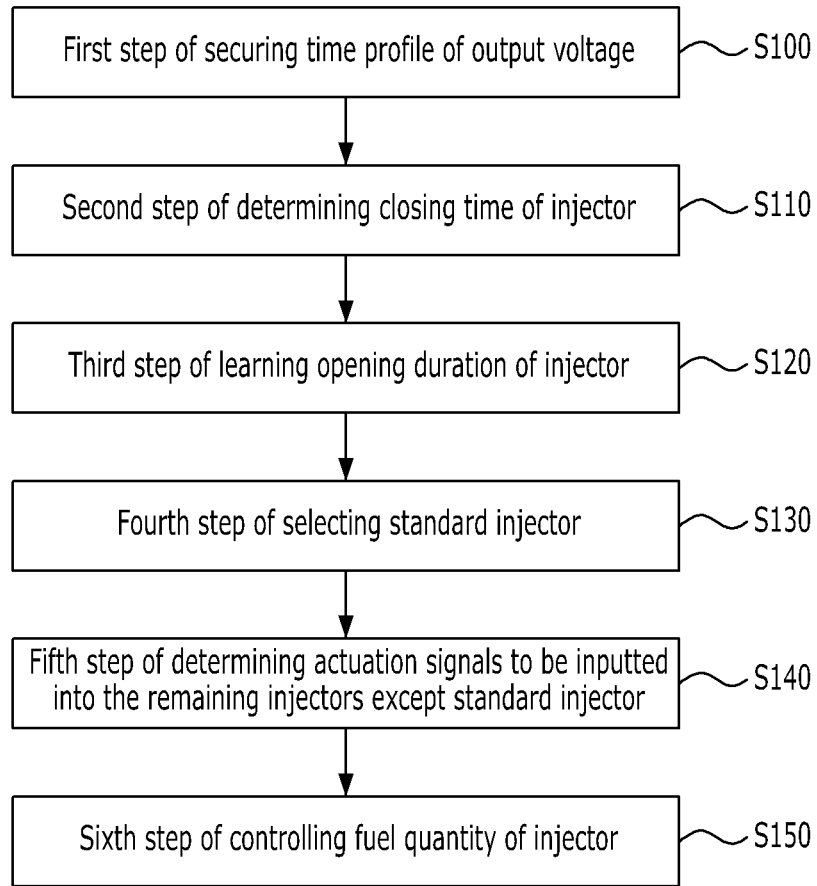 First step of securing time profile of output voltage
S100
Second step of determining closing time of injector
S110
Third step of learning opening duration of injector
S120
Fourth step of selecting standard injector
S130
Fifth step of determining actuation signals to be inputted
into the remaining injectors except standard injector
S140
Sixth step of controlling fuel quantity of injector
S150